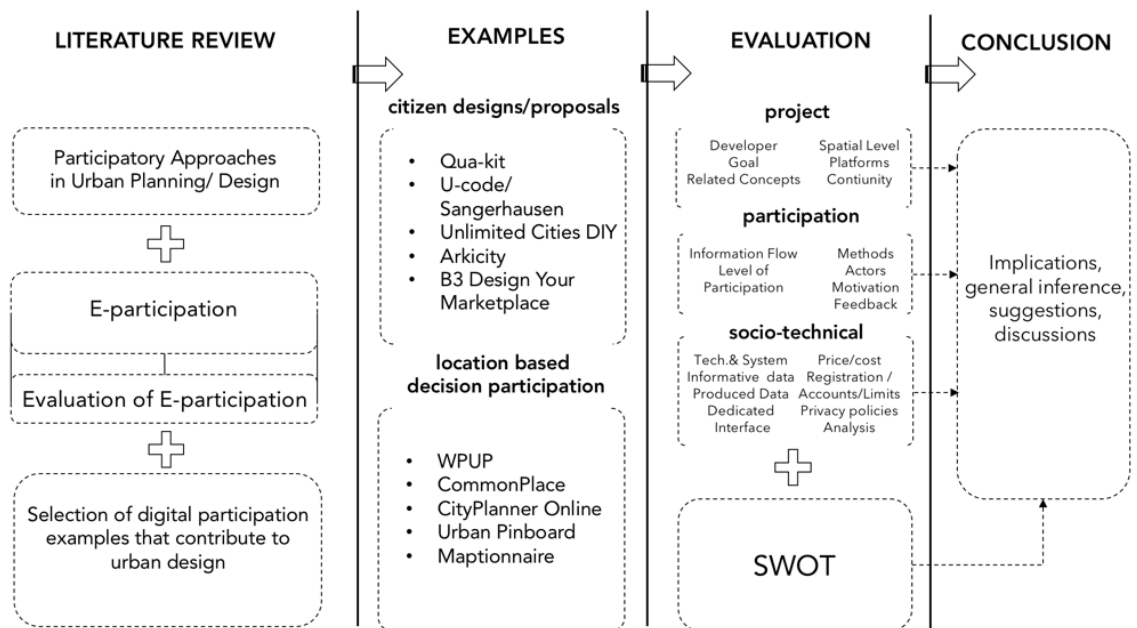 LITERATURE REVIEW
Participatory Approaches
in Urban Planning/ Design
E-participation
Evaluation of E-participation
Selection of digital participation
examples that contribute to
urban design
EXAMPLES
citizen designs/proposals
• Qua-kit
• U-code/
Sangerhausen
• Unlimited Cities DIY
• Arkicity
• B3 Design Your
Marketplace
location based
decision participation
• WPUP
• CommonPlace
• CityPlanner Online
• Urban Pinboard
• Maptionnaire
EVALUATION
project
Developer
Goal
Related Concepts
Spatial Level
Platforms
Contiunity
participation
Information Flow
Level of
Participation
Methods
Actors
Motivation
Feedback
socio-technical
Tech.& System
Informative data
Produced Data
Dedicated
Interface
Price/cost
Registration /
Accounts/Limits
Privacy policies
Analysis
SWOT
CONCLUSION
Implications,
general inference,
suggestions,
discussions